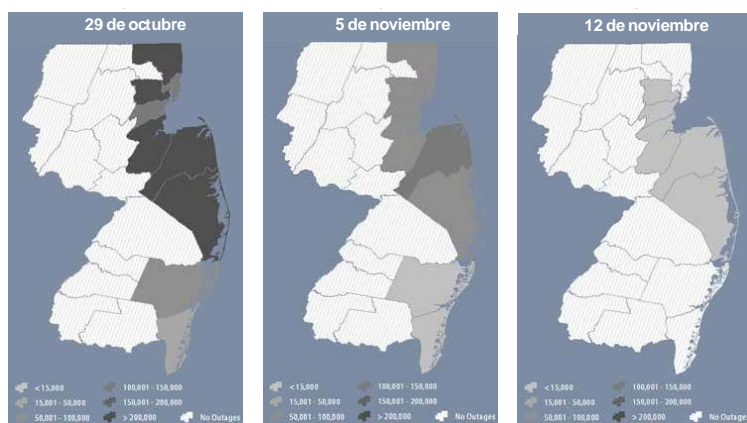 29 de octubre
<15,000
100,001 - 150,000
15,001 - 50,000
150,001 - 200,000
50,001 - 100,000
> 200,000
No Outages
5 de noviembre
<15,000
100,001 - 150,000
15,001 - 50,000
150,001 - 200,000
50,001 - 100,000
> 200,000
No Outages
12 de noviembre
<15,000
100,001 - 150,000
15,001 - 50,000
150,001 - 200,000
50,001 - 100,000
> 200,000
No Outages